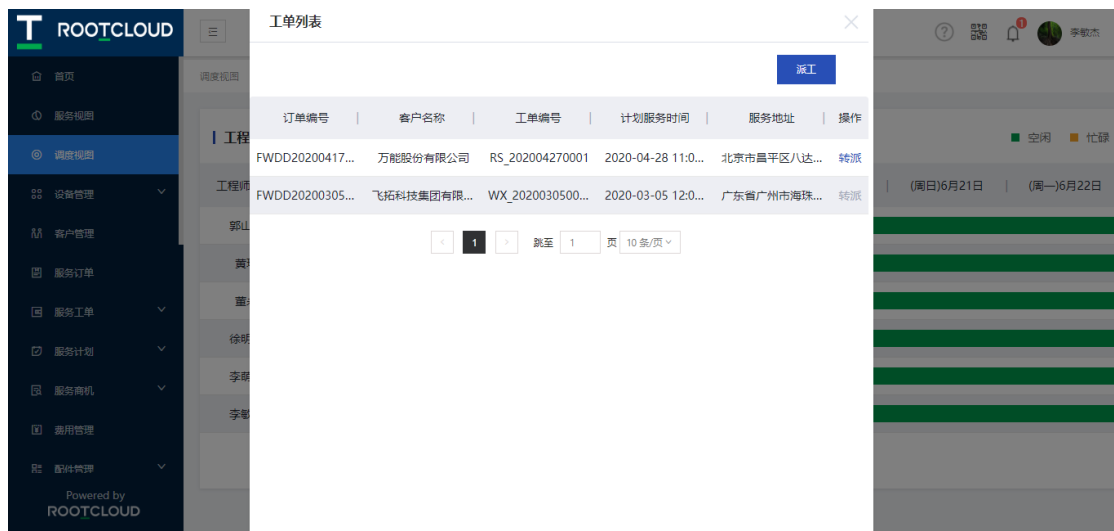 ROOTCLOUD
工单列表
1
李敏杰
派工
首页
调度视图
服务视图
订单编号
客户名称
工单编号
计划服务时间
服务地址
操作
空闲
忙碌
调度视图
FWDD20200417...
万能股份有限公司
RS_202004270001
2020-04-28 11:0...
北京市昌平区八达...
转派
设备管理
FWDD20200305...
飞拓科技集团有限...
WX_2020030500...
2020-03-05 12:0...
广东省广州市海珠...
转派
(周日)6月21日
(周一)6月22日
客户管理
郭山
1
跳至
1
页
10 条/页
服务订单
服务工单
服务计划
徐明
服务商机
李萌
费用管理
李敏
配件管理
Powered by
ROOTCLOUD